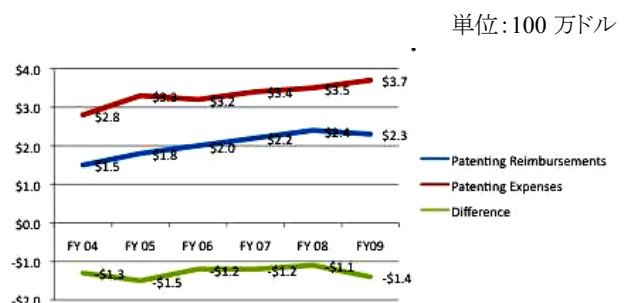 単位:100 万ドル
$4.0
$3.0
$2.0
$1.0
$0.0
-$1.0
-$2.0
$2.8 $3.3 $3.2 $3.4 $3.5 $3.7
$1.5 $1.8 $2.0 $2.2 $2.4 $2.3
FY 04 FY 05 FY 06 FY 07 FY 08 FY09
-$1.3 -$1.5 -$1.2 -$1.2 -$1.1 -$1.4
Patenting Reimbursements
Patenting Expenses
Difference